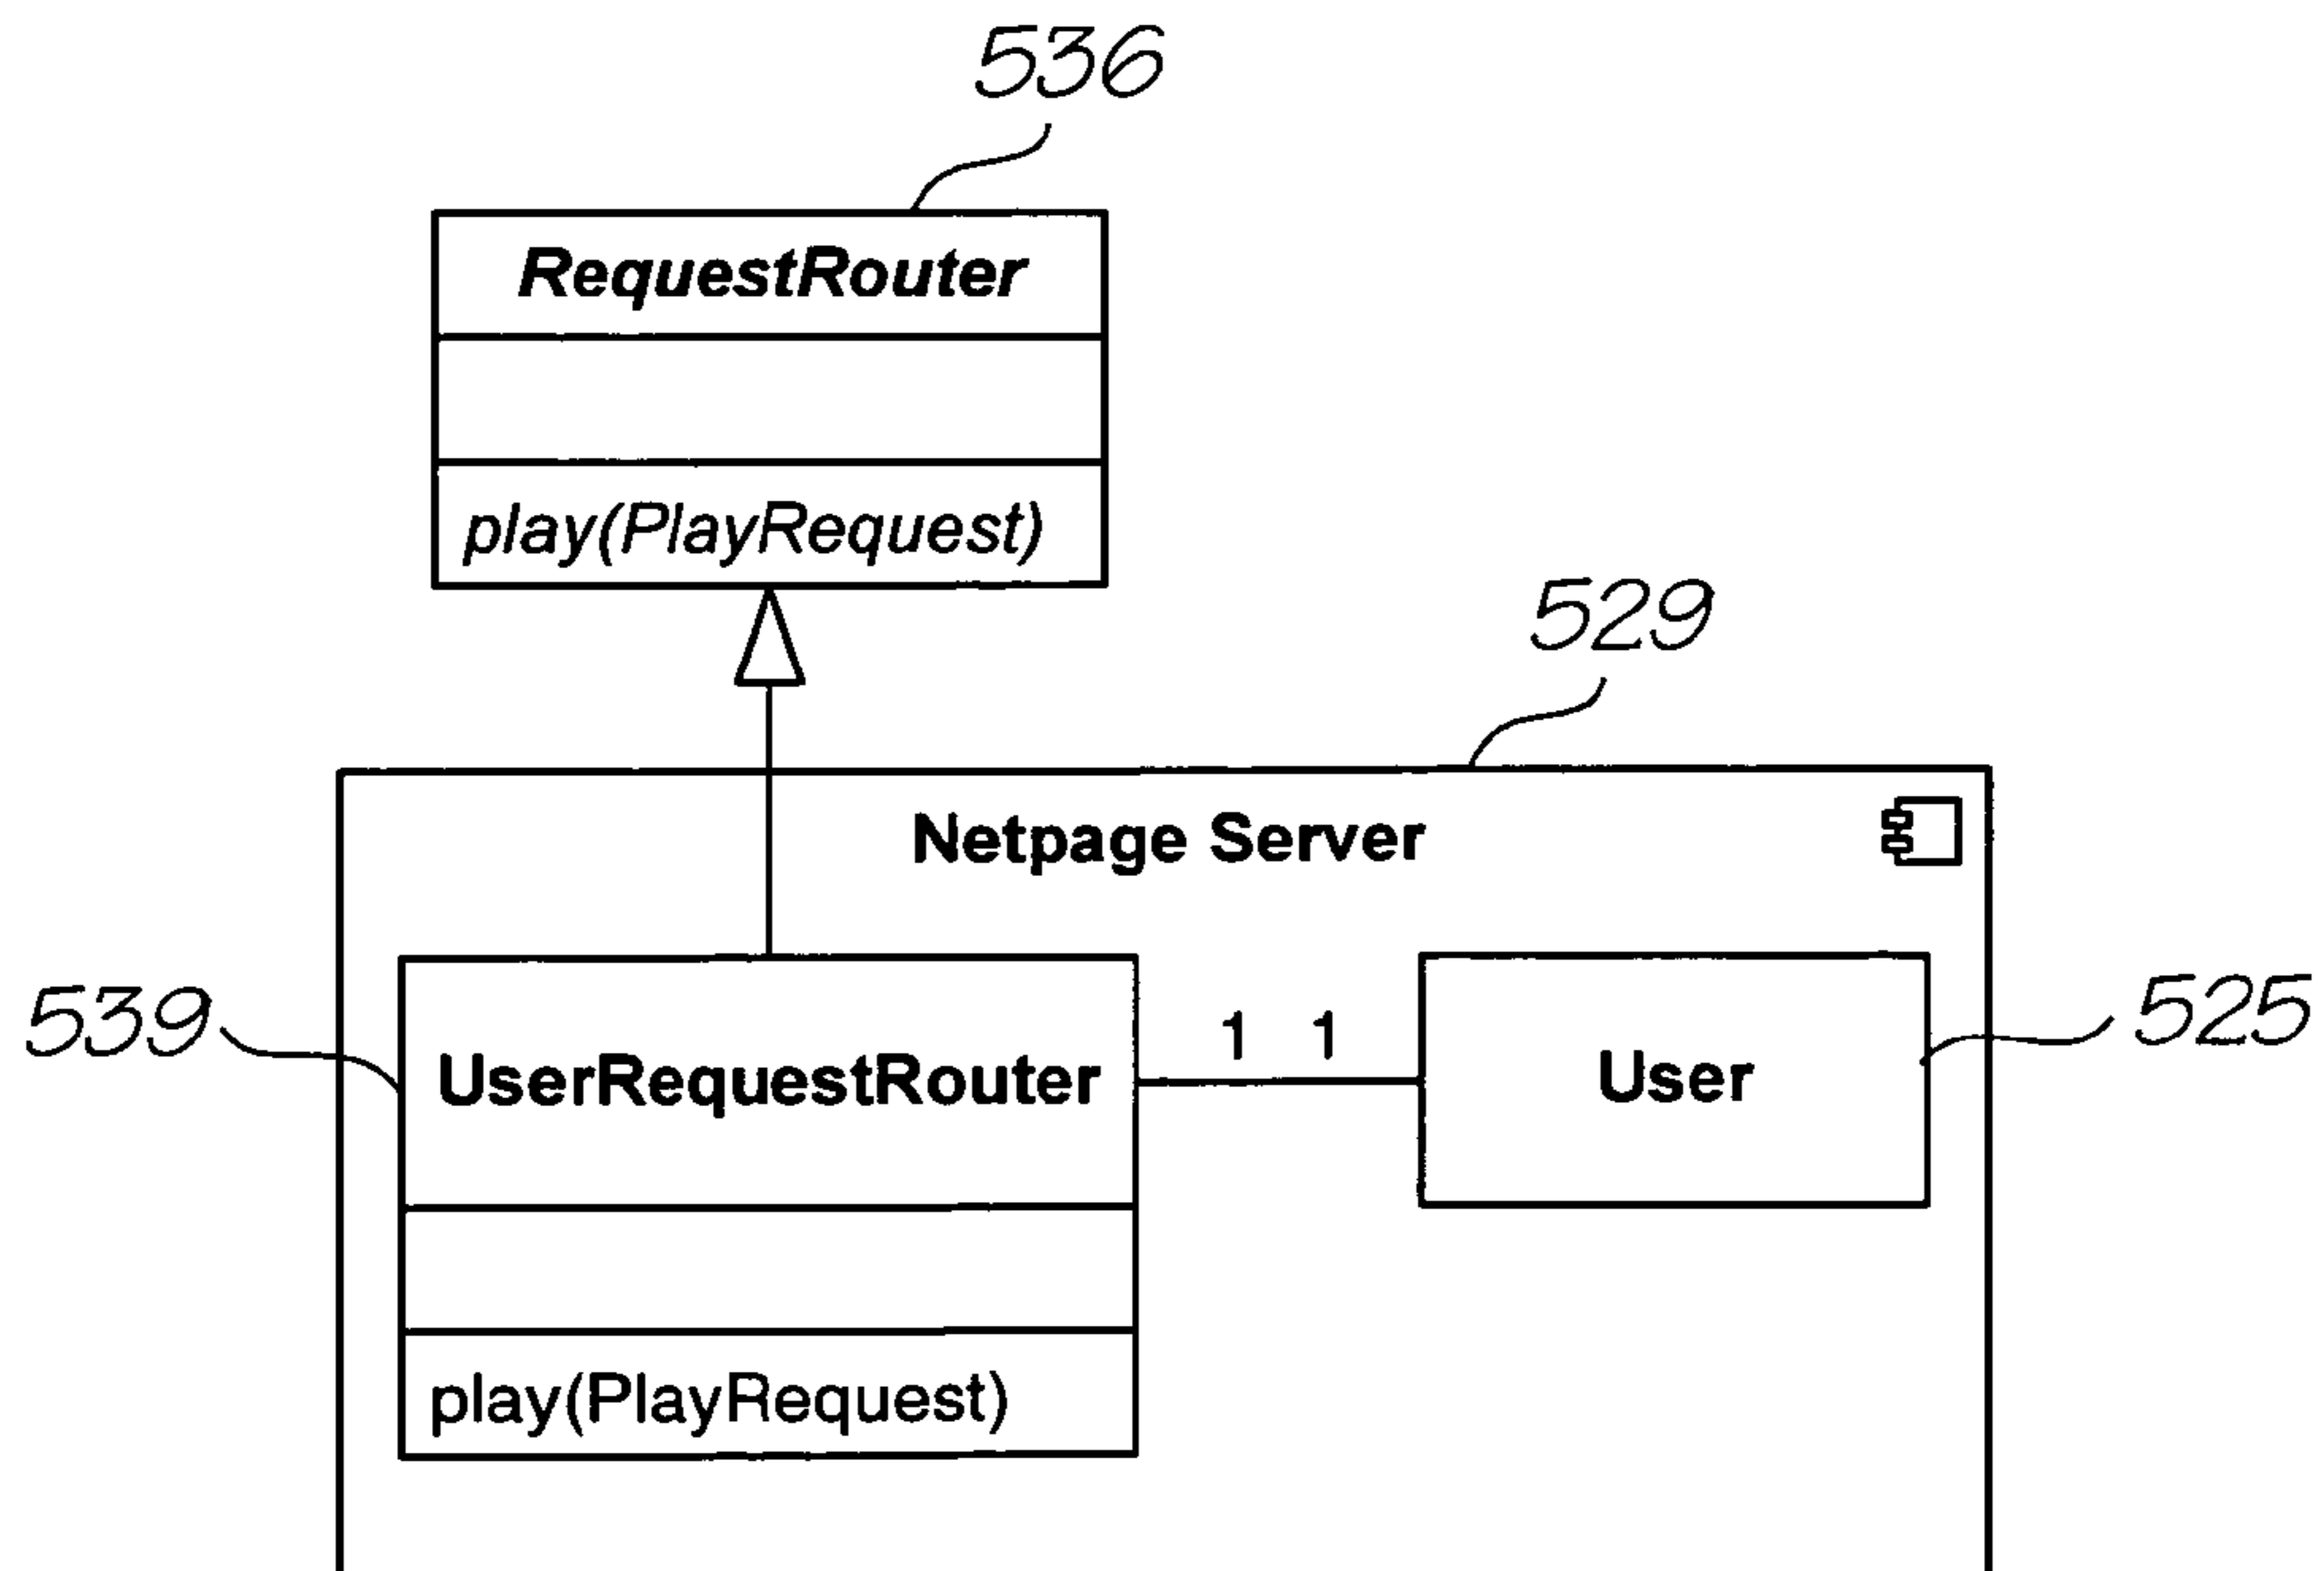 536
RequestRouter
play(PlayRequest)
529
Netpage Server
539
UserRequestRouter
1 1
User
525
play(PlayRequest)